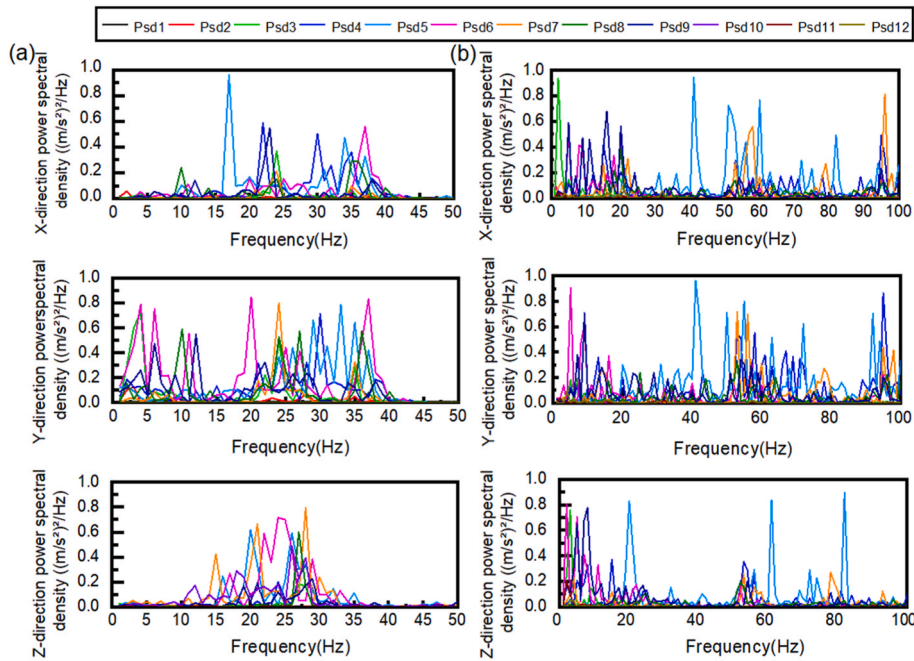 Psd1 Psd2 Psd3 Psd4 Psd5 Psd6 Psd7 Psd8 Psd9 Psd10 Psd11 Psd12
(a)
X-direction power spectral
density ((m/s²)²/Hz
1.0
0.8
0.6
0.4
0.2
0.0
0 5 10 15 20 25 30 35 40 45 50
Frequency(Hz)
(b)
X-direction power spectral
density ((m/s²)²/Hz
1.0
0.8
0.6
0.4
0.2
0.0
0 10 20 30 40 50 60 70 80 90 100
Frequency(Hz)
Y-direction powerspectral
density ((m/s²)²/Hz
1.0
0.8
0.6
0.4
0.2
0.0
0 5 10 15 20 25 30 35 40 45 50
Frequency(Hz)
Y-direction power spectral
density ((m/s²)²/Hz
1.0
0.8
0.6
0.4
0.2
0.0
0 20 40 60 80 100
Frequency(Hz)
Z-direction power spectral
density ((m/s²)²/Hz
1.0
0.8
0.6
0.4
0.2
0.0
0 5 10 15 20 25 30 35 40 45 50
Frequency(Hz)
Z-direction power spectral
density ((m/s²)²/Hz
1.0
0.8
0.6
0.4
0.2
0.0
0 10 20 30 40 50 60 70 80 90 100
Frequency(Hz)